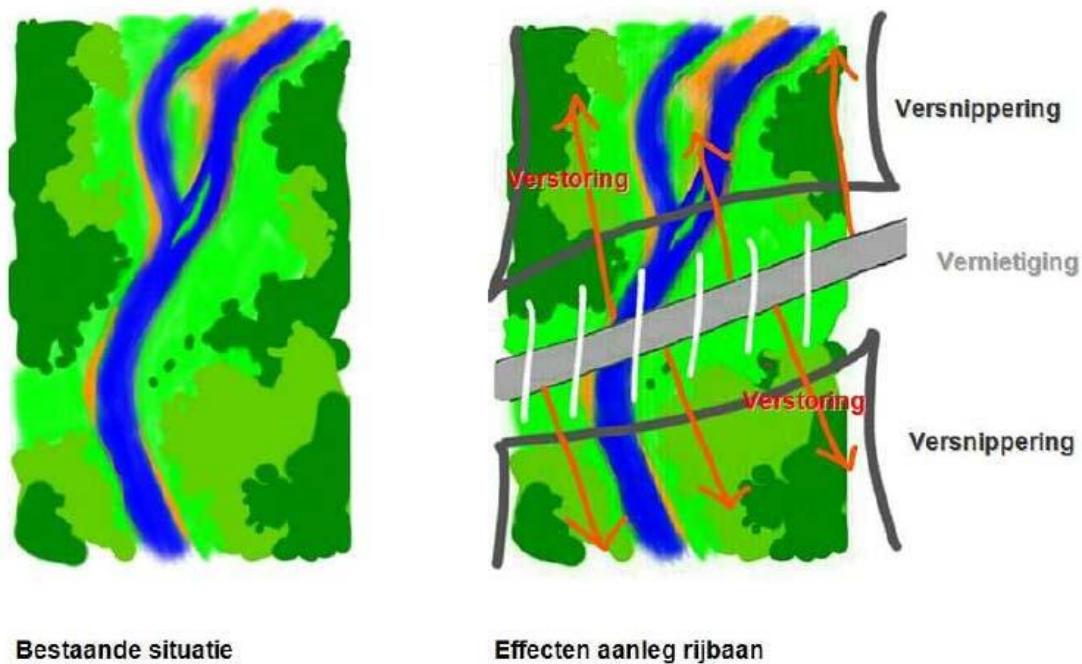 Versnippering
Verstoring
Vernietiging
Verstoring
Versnippering
Bestaande situatie
Effecten aanleg rijbaan